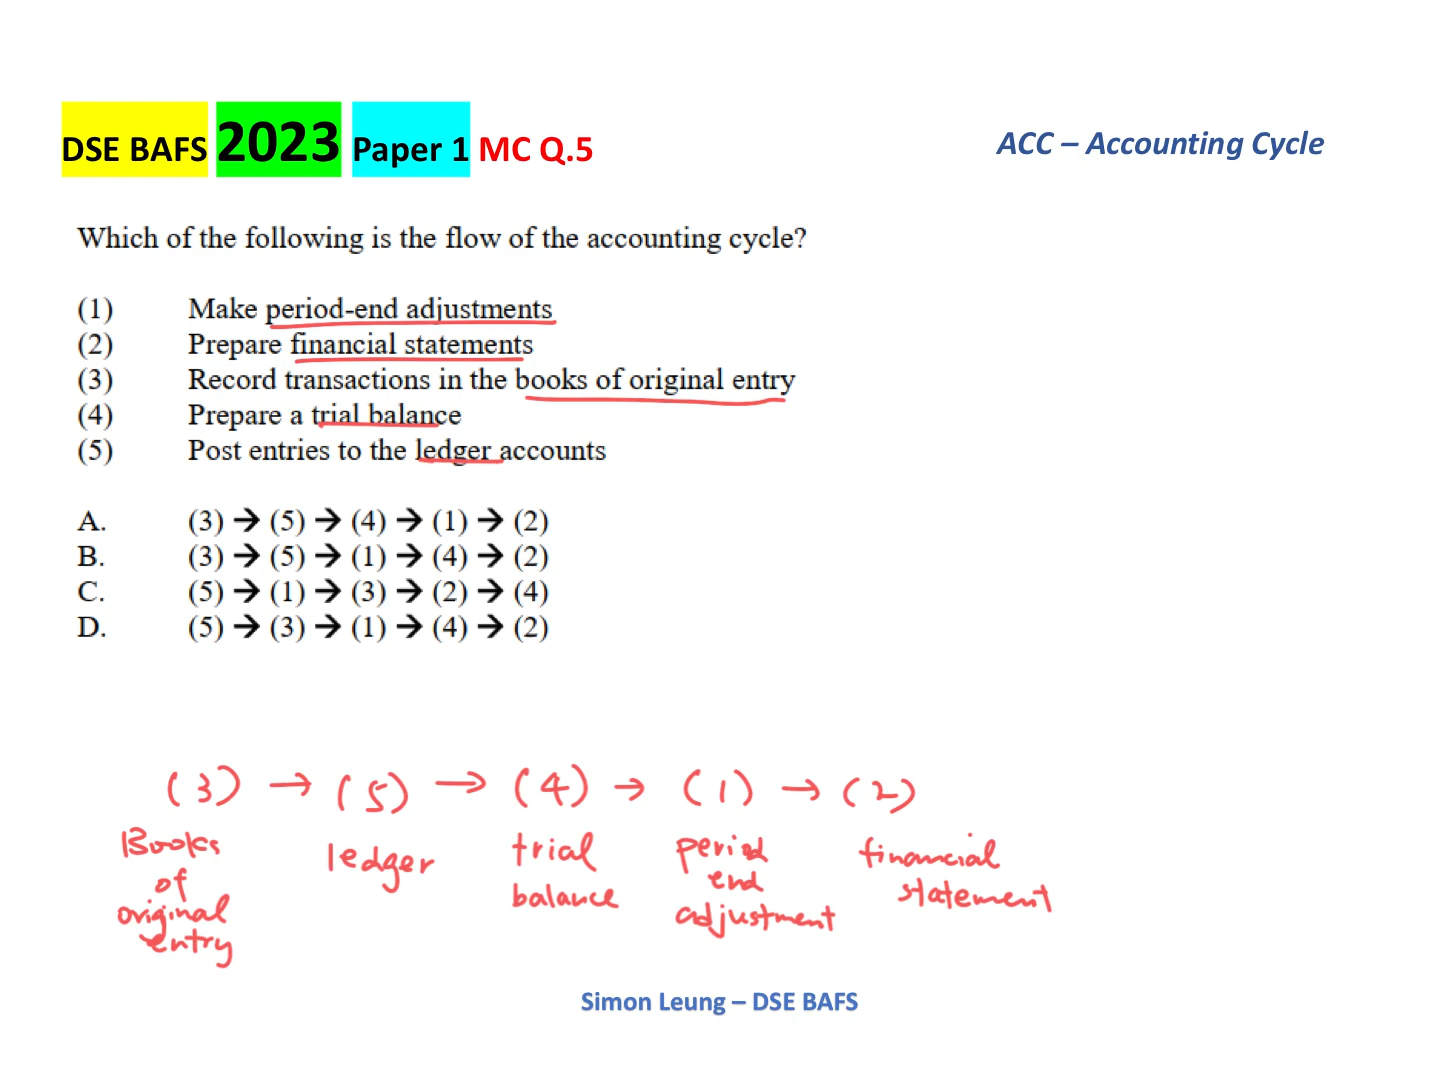 DSE BAFS 2023 Paper 1 MC Q.5
ACC – Accounting Cycle
Which of the following is the flow of the accounting cycle?
(1) Make period-end adjustments
(2) Prepare financial statements
(3) Record transactions in the books of original entry
(4) Prepare a trial balance
(5) Post entries to the ledger accounts
A. (3) → (5) → (4) → (1) → (2)
B. (3) → (5) → (1) → (4) → (2)
C. (5) → (1) → (3) → (2) → (4)
D. (5) → (3) → (1) → (4) → (2)
(3) → (5) → (4) → (1) → (2)
Books
of
original
entry
ledger
trial
balance
period
end
adjustment
financial
statement
Simon Leung – DSE BAFS